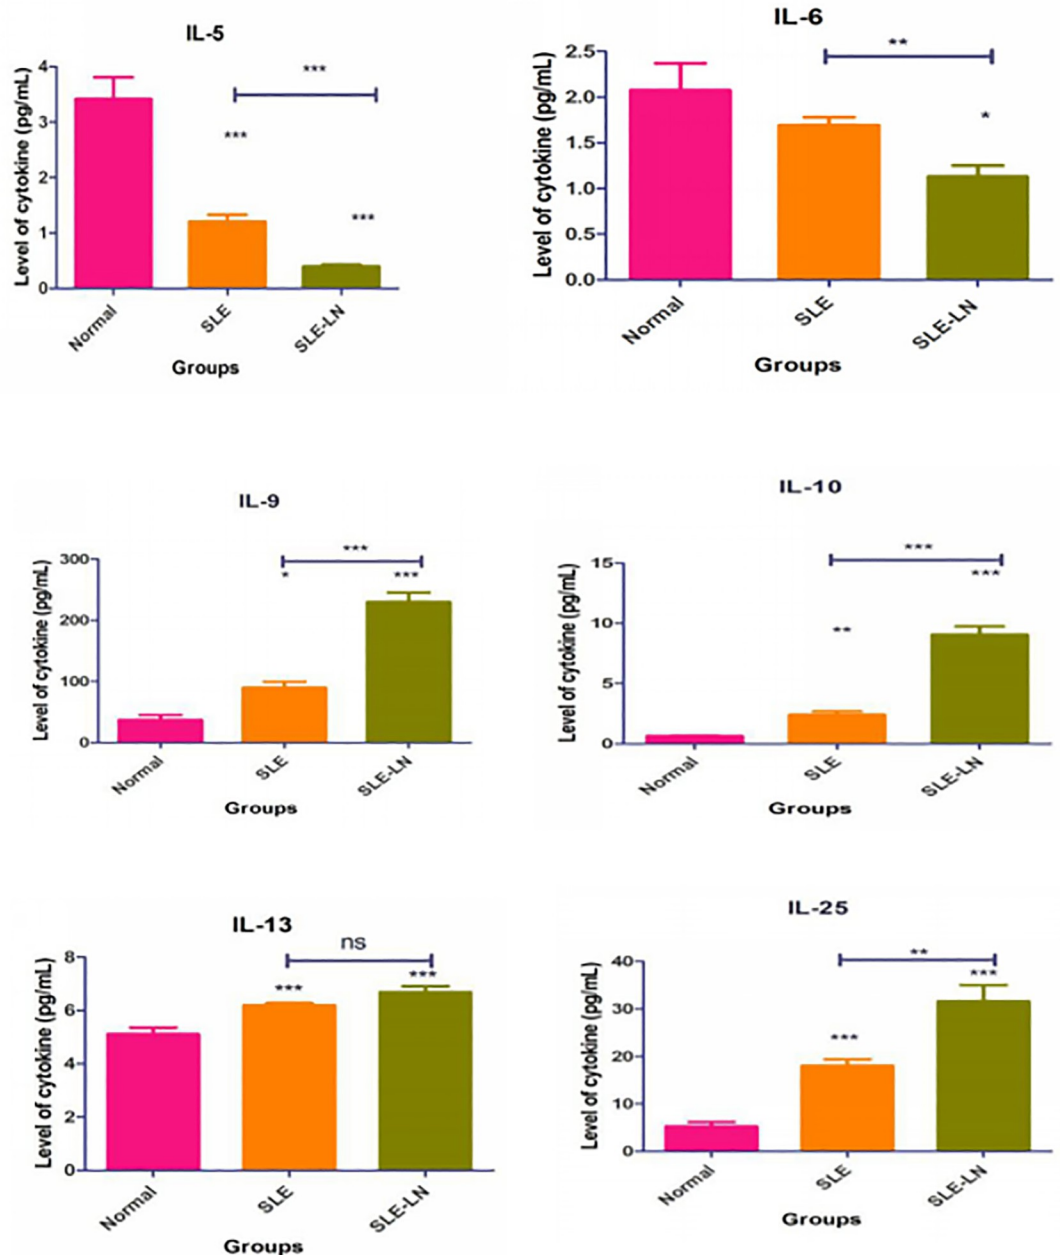 IL-5
Level of cytokine (pg/mL)
4
3
2
1
0
***
***
***
Normal
SLE
SLE-LN
Groups
IL-6
Level of cytokine (pg/mL)
2.5
2.0
1.5
1.0
0.5
0.0
**
*
Normal
SLE
SLE-LN
Groups
IL-9
Level of cytokine (pg/mL)
300
200
100
0
***
*
***
Normal
SLE
SLE-LN
Groups
IL-10
Level of cytokine (pg/mL)
15
10
5
0
***
***
**
Normal
SLE
SLE-LN
Groups
IL-13
Level of cytokine (pg/mL)
8
6
4
2
0
ns
***
***
Normal
SLE
SLE-LN
Groups
IL-25
Level of cytokine (pg/mL)
40
30
20
10
0
**
***
***
Normal
SLE
SLE-LN
Groups